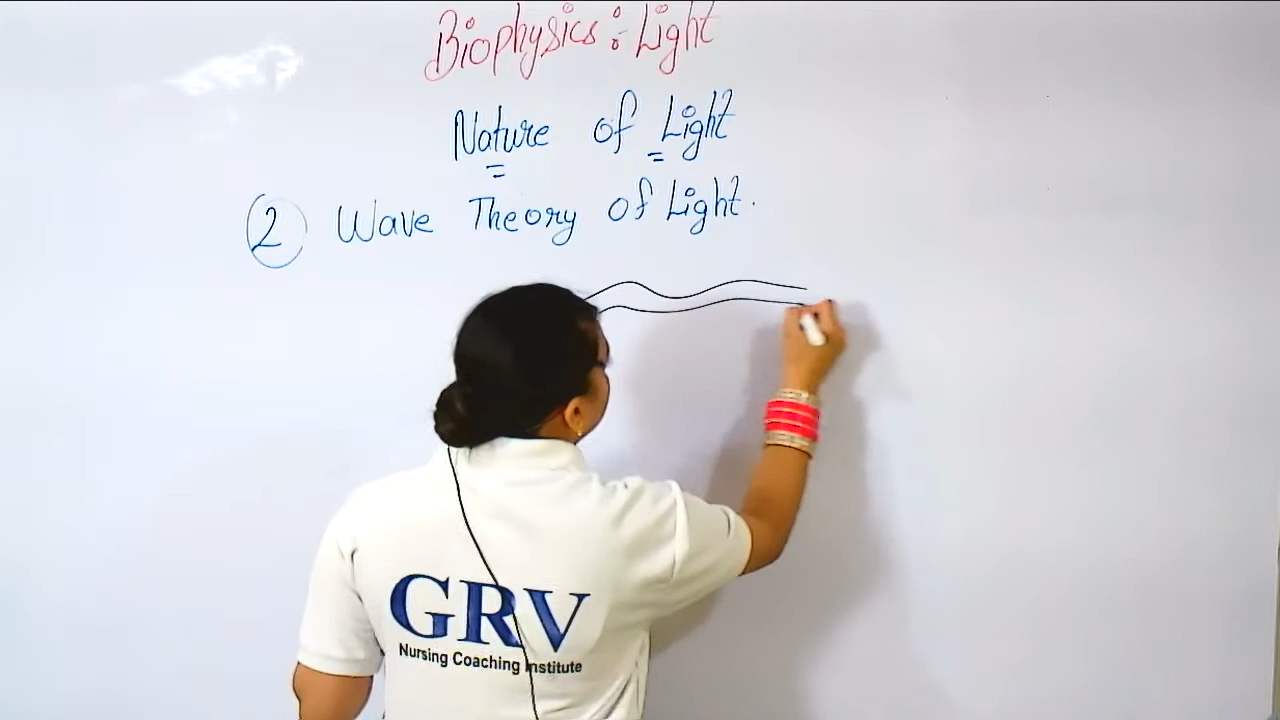 Biophysics : Light
Nature of Light
2 Wave Theory of Light.
GRV
Nursing Coaching Institute